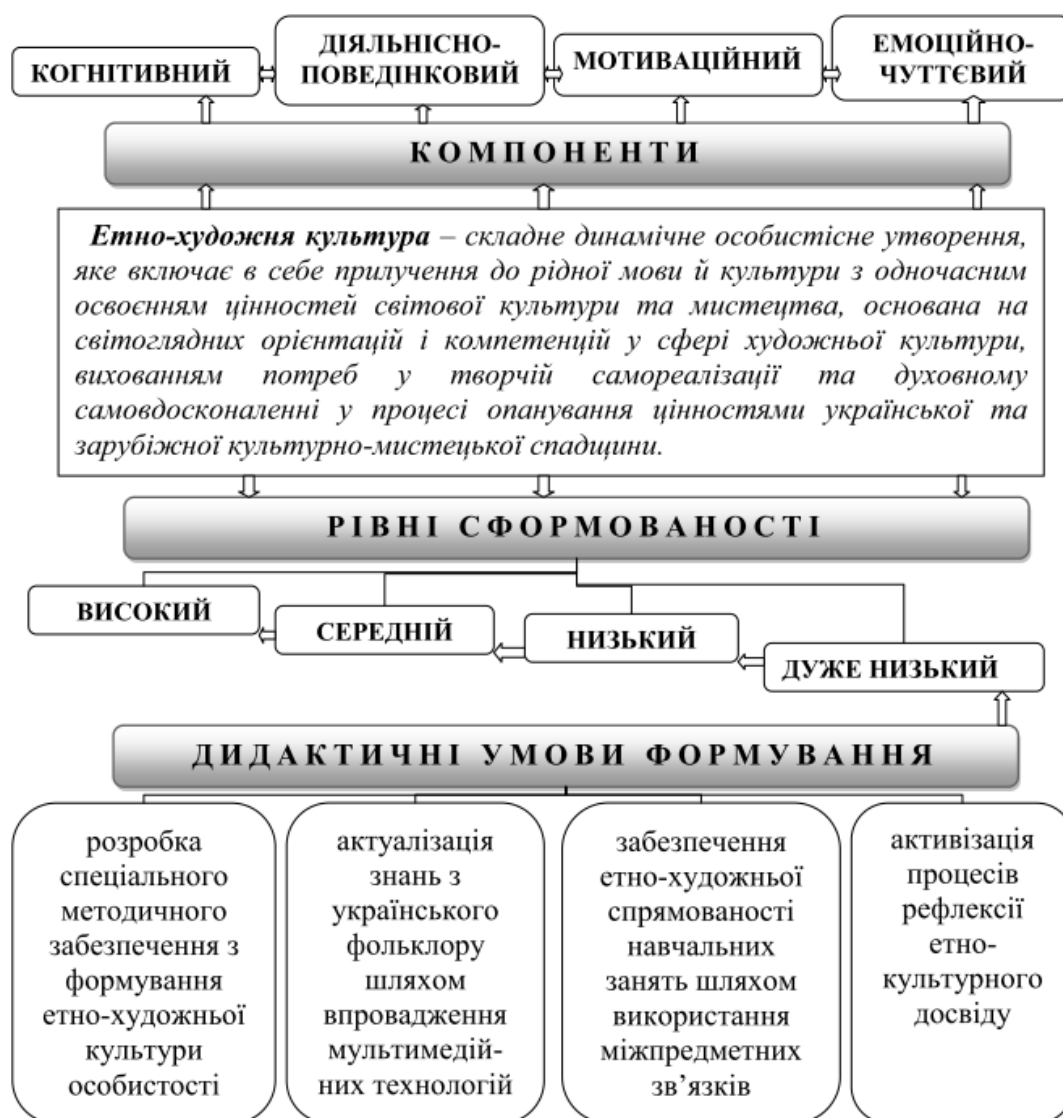 КОГНІТИВНИЙ
ДІЯЛЬНІСНО-
ПОВЕДІНКОВИЙ
МОТИВАЦІЙНИЙ
ЕМОЦІЙНО-
ЧУТТЄВИЙ
КОМПОНЕНТИ
Етно-художня культура – складне динамічне особистісне утворення,
яке включає в себе прилучення до рідної мови й культури з одночасним
освоєнням цінностей світової культури та мистецтва, основана на
світоглядних орієнтацій і компетенцій у сфері художньої культури,
вихованням потреб у творчій самореалізації та духовному
самовдосконаленні у процесі опанування цінностями української та
зарубіжної культурно-мистецької спадщини.
РІВНІ СФОРМОВАНОСТІ
ВИСОКИЙ
СЕРЕДНІЙ
НИЗЬКИЙ
ДУЖЕ НИЗЬКИЙ
ДИДАКТИЧНІ УМОВИ ФОРМУВАННЯ
розробка
спеціального
методичного
забезпечення з
формування
етно-художньої
культури
особистості
актуалізація
знань з
українського
фольклору
шляхом
впровадження
мультимедій-
них технологій
забезпечення
етно-художньої
спрямованості
навчальних
занять шляхом
використання
міжпредметних
зв’язків
активізація
процесів
рефлексії
етно-
культурного
досвіду